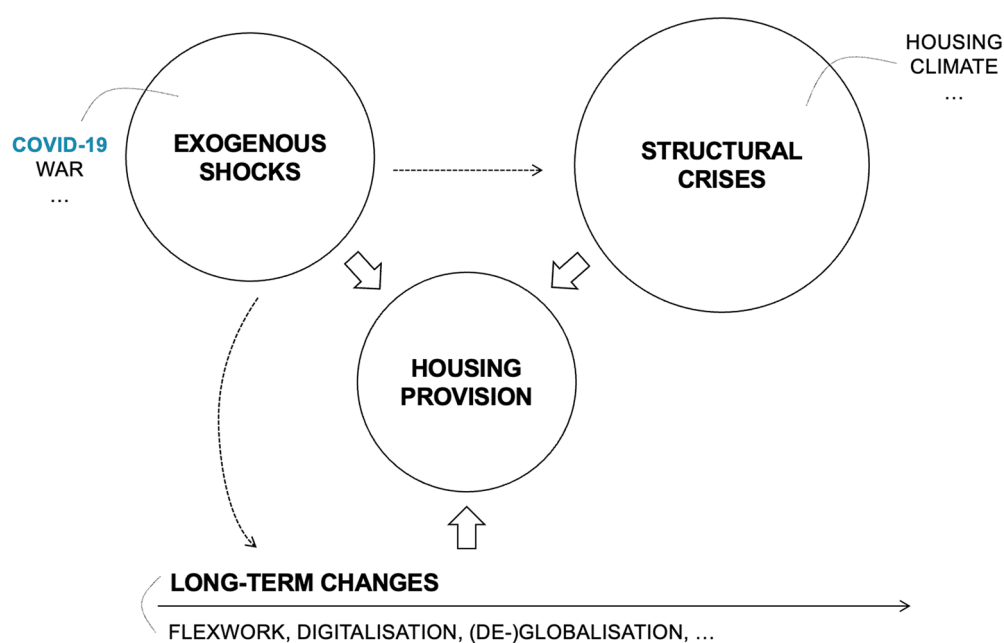 HOUSING
CLIMATE
…
COVID-19
WAR
…
EXOGENOUS
SHOCKS
STRUCTURAL
CRISES
HOUSING
PROVISION
LONG-TERM CHANGES
FLEXWORK, DIGITALISATION, (DE-)GLOBALISATION, …